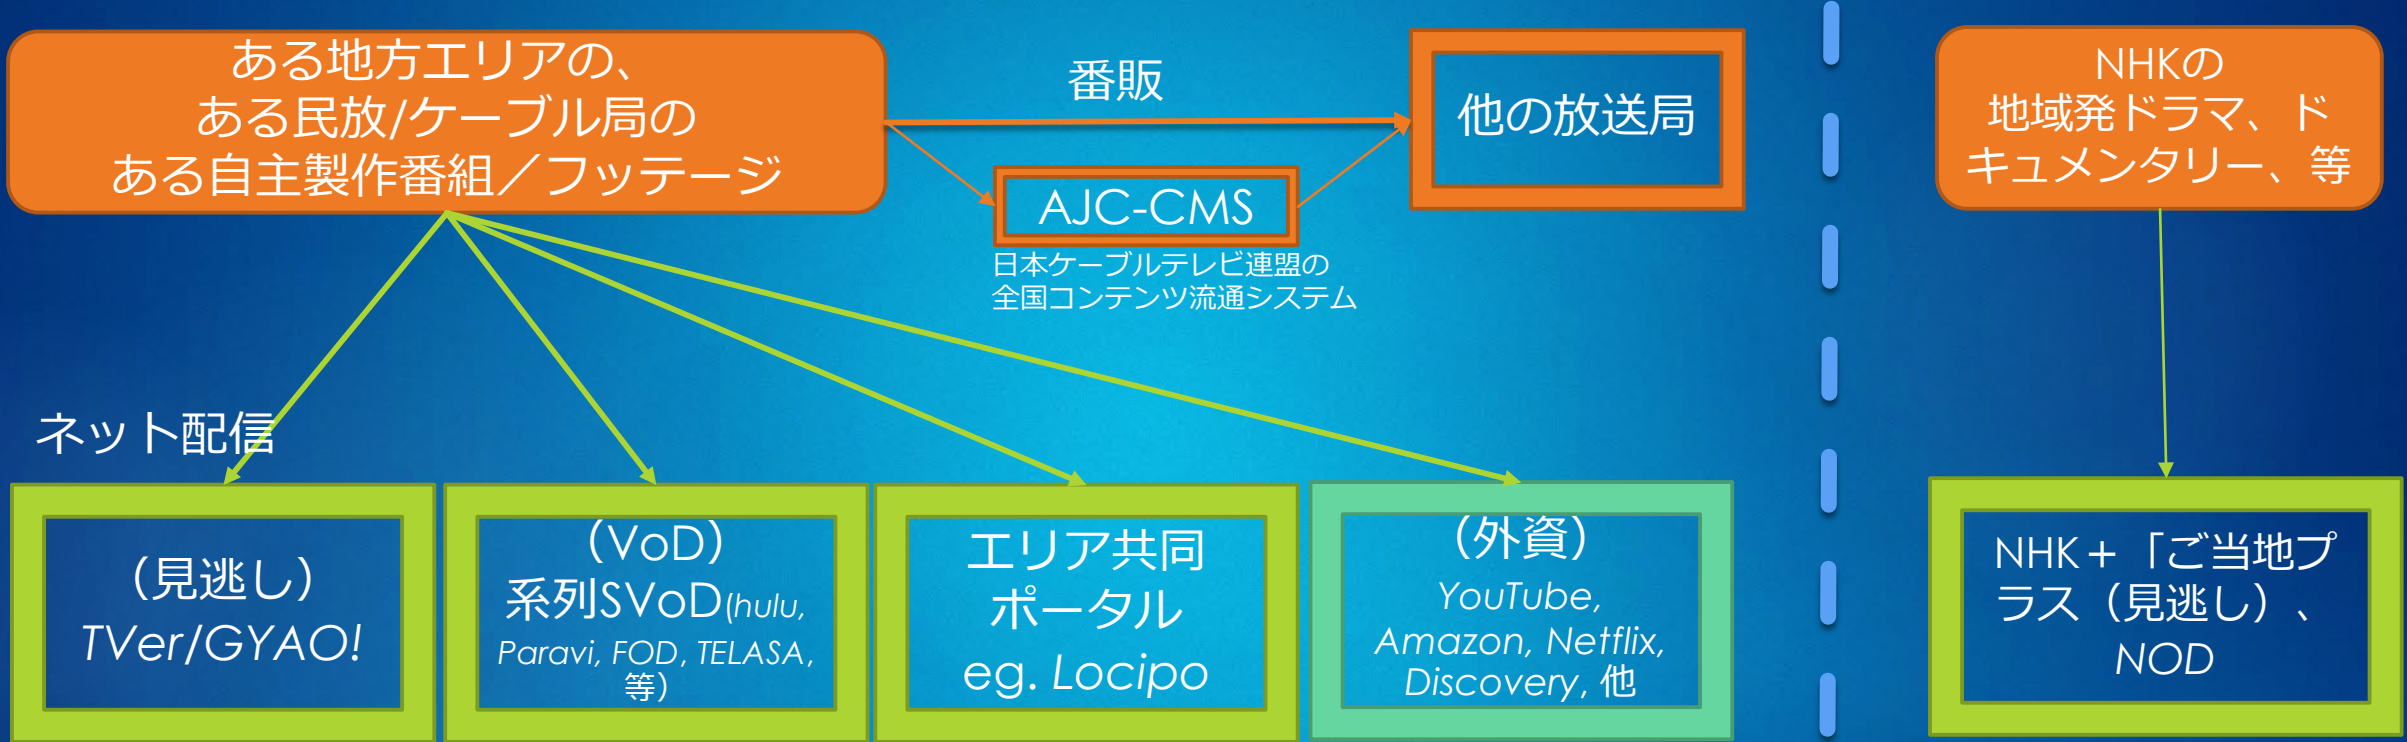 ある地方エリアの、
ある民放/ケーブル局の
ある自主製作番組／フッテージ
番販
他の放送局
AJC-CMS
日本ケーブルテレビ連盟の
全国コンテンツ流通システム
NHKの
地域発ドラマ、ド
キュメンタリー、等
ネット配信
（見逃し）
TVer/GYAO!
（VoD）
系列SVoD(hulu,
Paravi, FOD, TELASA,
等）
エリア共同
ポータル
eg. Locipo
（外資）
YouTube,
Amazon, Netflix,
Discovery, 他
NHK＋「ご当地プ
ラス（見逃し）、
NOD